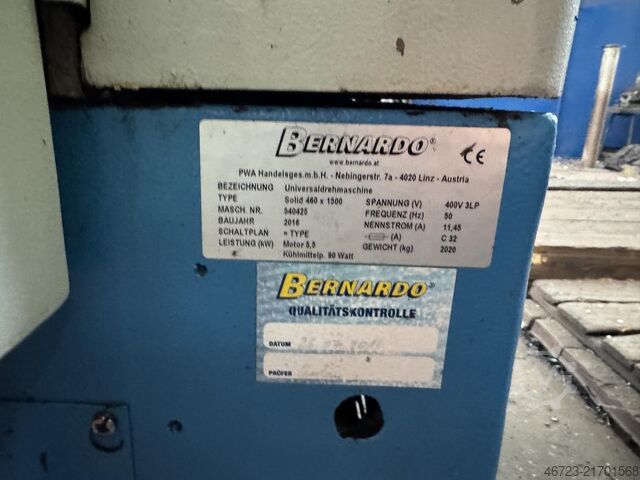 BERNARDO®
www.bernardo.at
CE
PWA Handelsges.m.b.H. - Nebingerstr. 7a - 4020 Linz - Austria
BEZEICHNUNG Universaldrehmaschine
TYPE Solid 460 x 1500 SPANNUNG (V) 400V 3LP
MASCH. NR. 540425 FREQUENZ (Hz) 50
BAUJAHR 2016 NENNSTROM (A) 11,45
SCHALTPLAN = TYPE (A) C 32
LEISTUNG (kW) Motor 5,5 GEWICHT (kg) 2020
Kühlmittelp. 90 Watt
BERNARDO®
QUALITÄTSKONTROLLE
DATUM
PRÜFER
46723-21701568